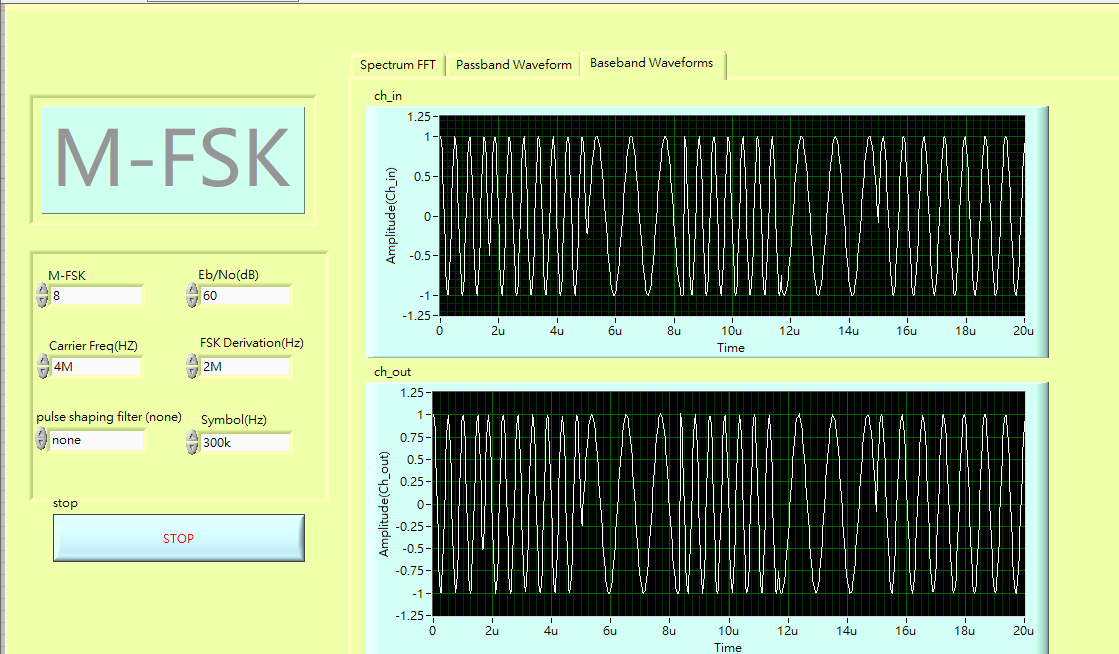 Spectrum FFT Passband Waveform Baseband Waveforms
M-FSK
M-FSK
8
Eb/No(dB)
60
Carrier Freq(HZ)
4M
FSK Derivation(Hz)
2M
pulse shaping filter (none)
none
Symbol(Hz)
300k
stop
STOP
ch_in
Amplitude(Ch_in)
1.25
1
0.5
0
-0.5
-1
-1.25
0 2u 4u 6u 8u 10u 12u 14u 16u 18u 20u
Time
ch_out
Amplitude(Ch_out)
1.25
1
0.75
0.5
0.25
0
-0.25
-0.5
-0.75
-1
-1.25
0 2u 4u 6u 8u 10u 12u 14u 16u 18u 20u
Time